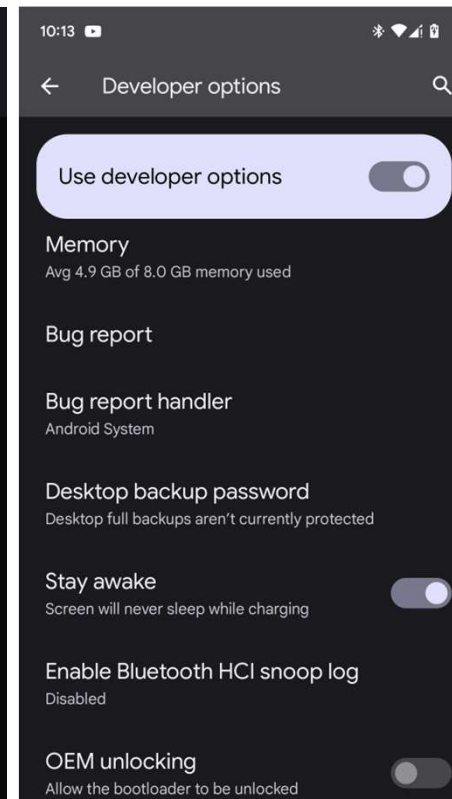 10:13
Developer options
Use developer options
Memory
Avg 4.9 GB of 8.0 GB memory used
Bug report
Bug report handler
Android System
Desktop backup password
Desktop full backups aren't currently protected
Stay awake
Screen will never sleep while charging
Enable Bluetooth HCI snoop log
Disabled
OEM unlocking
Allow the bootloader to be unlocked